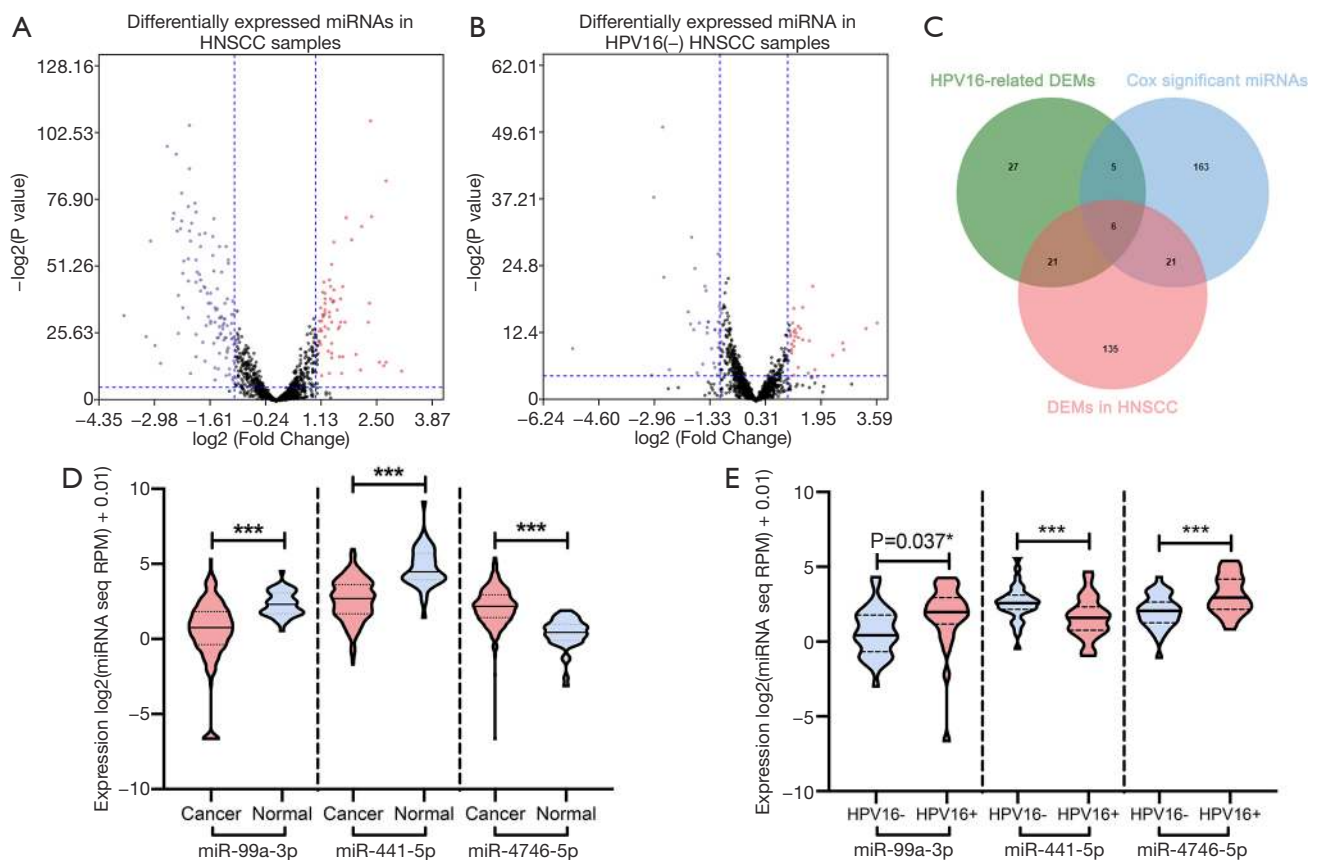 A
Differentially expressed miRNAs in
HNSCC samples
128.16
102.53
76.90
51.26
25.63
0
−log2(P value)
−4.35 −2.98 −1.61 −0.24 1.13 2.50 3.87
log2 (Fold Change)
B
Differentially expressed miRNA in
HPV16(−) HNSCC samples
62.01
49.61
37.21
24.8
12.4
0
−log2(P value)
−6.24 −4.60 −2.96 −1.33 0.31 1.95 3.59
log2 (Fold Change)
C
HPV16-related DEMs
Cox significant miRNAs
27 5 163
6
21 21
135
DEMs in HNSCC
D
Expression log2(miRNA seq RPM) + 0.01)
10
5
0
−5
−10
*** *** ***
Cancer Normal Cancer Normal Cancer Normal
miR-99a-3p miR-441-5p miR-4746-5p
E
Expression log2(miRNA seq RPM) + 0.01)
10
5
0
−5
−10
P=0.037* *** ***
HPV16- HPV16+ HPV16- HPV16+ HPV16- HPV16+
miR-99a-3p miR-441-5p miR-4746-5p